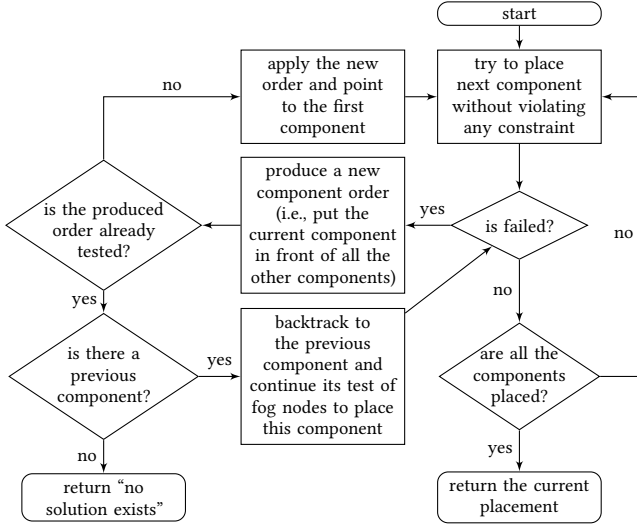 start
no
apply the new
order and point
to the first
component
try to place
next component
without violating
any constraint
produce a new
component order
(i.e., put the
current component
in front of all the
other components)
is the produced
order already
tested?
yes
is failed?
no
yes
no
is there a
previous
component?
yes
backtrack to
the previous
component and
continue its test of
fog nodes to place
this component
are all the
components
placed?
no
yes
return “no
solution exists”
return the current
placement